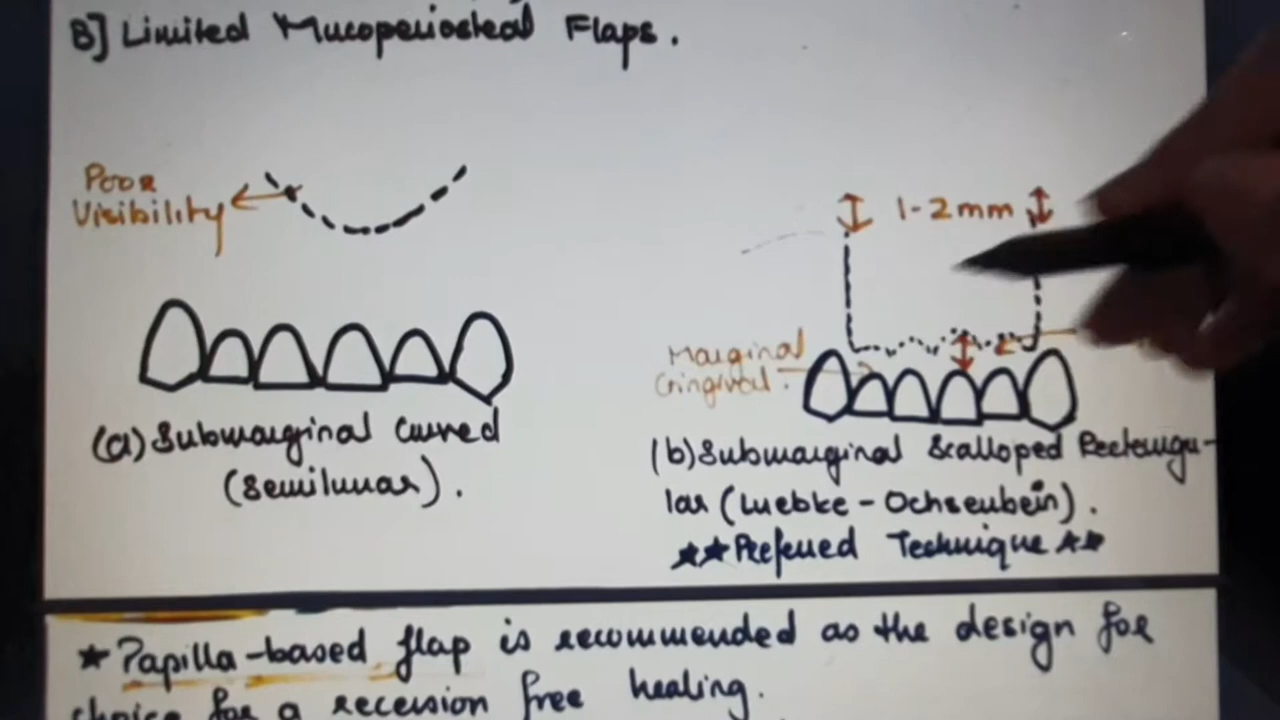 B] Limited Mucoperiosteal Flaps.
Poor
Visibility
1-2mm
Marginal
Gingival.
(a) Submarginal Curved
(Semilunar).
(b) Submarginal Scalloped Rectangu-
lar (Luebke - Ochsenbein).
★★ Preferred Technique ★★
★ Papilla-based flap is recommended as the design for
choice for a recession free healing.